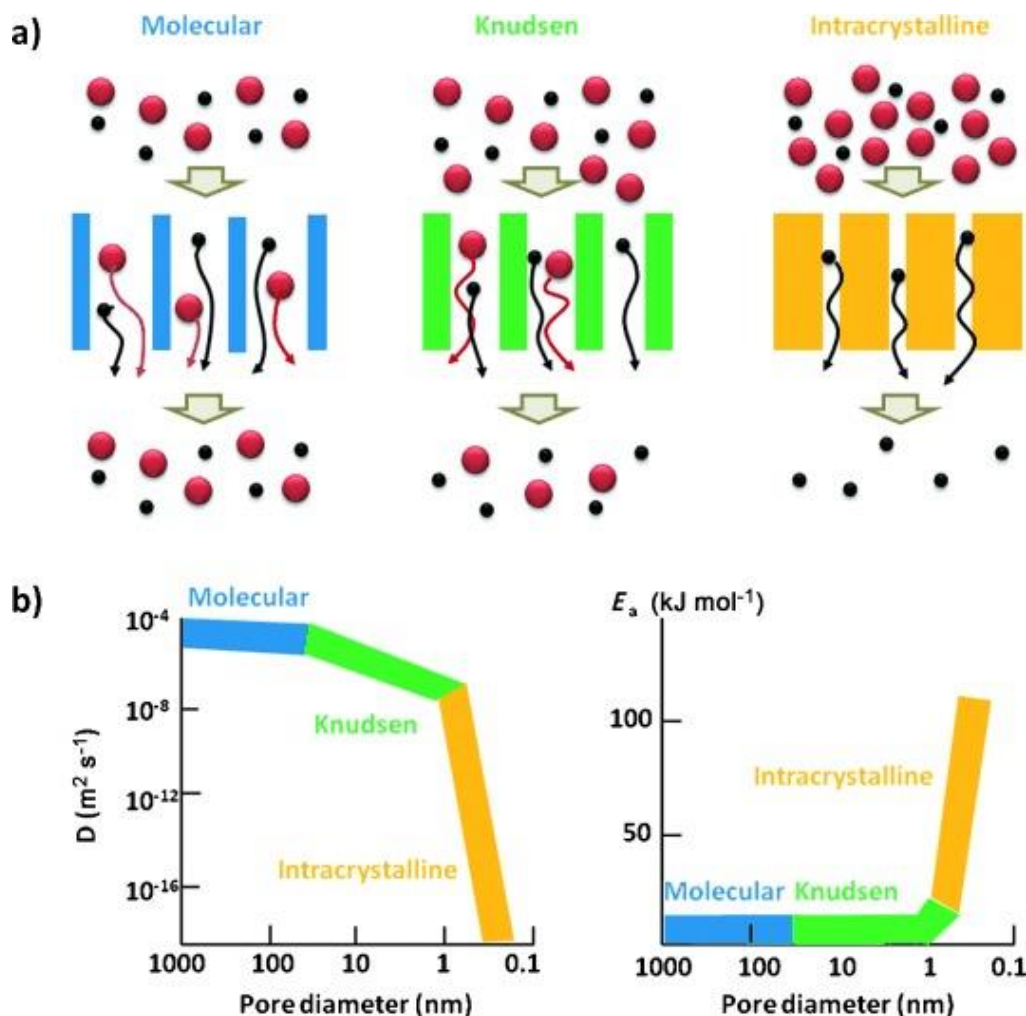 a)
Molecular
Knudsen
Intracrystalline
b)
Molecular
10⁻⁴
10⁻⁸
10⁻¹²
10⁻¹⁶
D (m² s⁻¹)
Knudsen
Intracrystalline
1000 100 10 1 0.1
Pore diameter (nm)
Eₐ (kJ mol⁻¹)
100
50
Intracrystalline
Molecular Knudsen
1000 100 10 1 0.1
Pore diameter (nm)